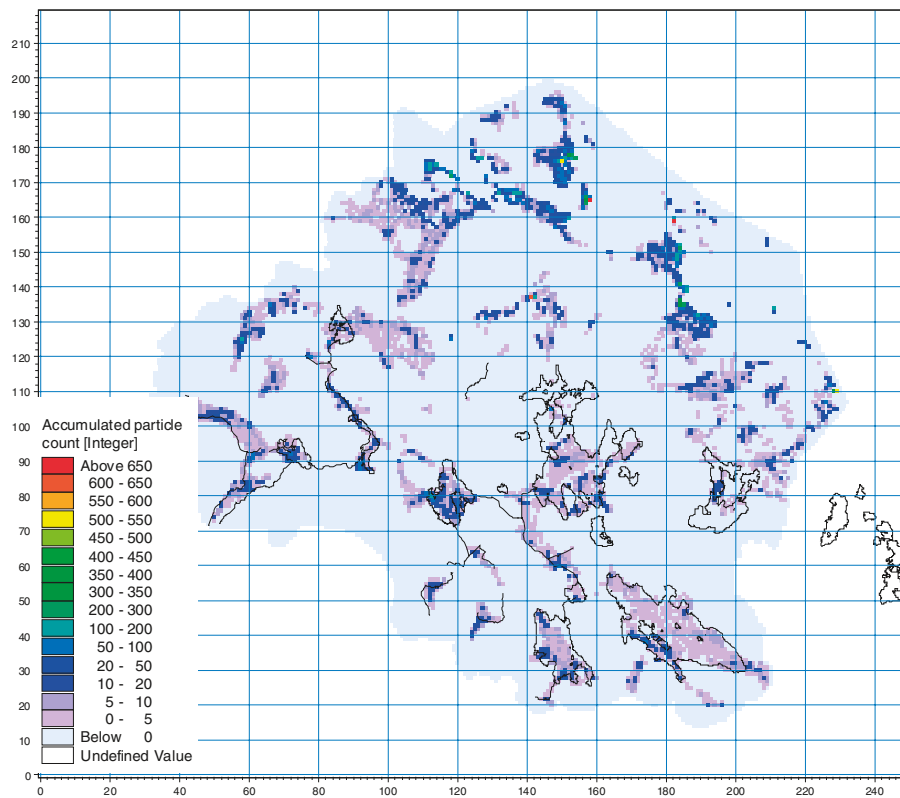 210
200
190
180
170
160
150
140
130
120
110
100
90
80
70
60
50
40
30
20
10
0
Accumulated particle
count [Integer]
Above 650
600 - 650
550 - 600
500 - 550
450 - 500
400 - 450
350 - 400
300 - 350
200 - 300
100 - 200
50 - 100
20 - 50
10 - 20
5 - 10
0 - 5
Below 0
Undefined Value
0 20 40 60 80 100 120 140 160 180 200 220 240